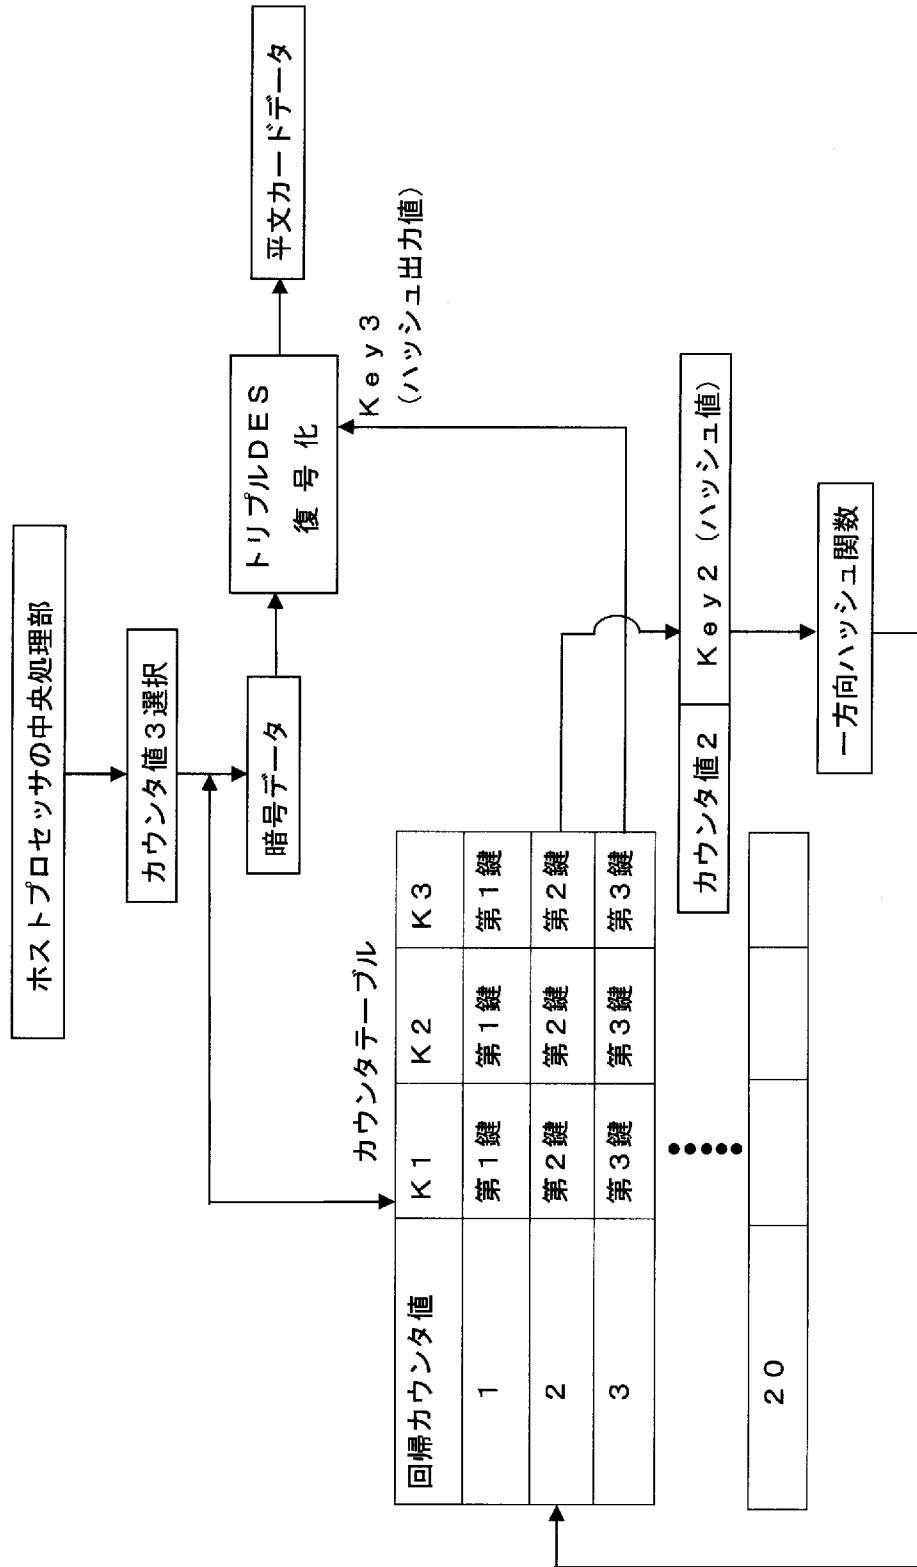 ホストプロセッサの中央処理部
カウンタ値3選択
暗号データ
トリプルDES
復号化
平文カードデータ
Key3
(ハッシュ出力値)
カウンタテーブル
回帰カウンタ値 K1 K2 K3
1 第1鍵 第1鍵 第1鍵
2 第2鍵 第2鍵 第2鍵
3 第3鍵 第3鍵 第3鍵
20
カウンタ値2 Key2(ハッシュ値)
一方向ハッシュ関数